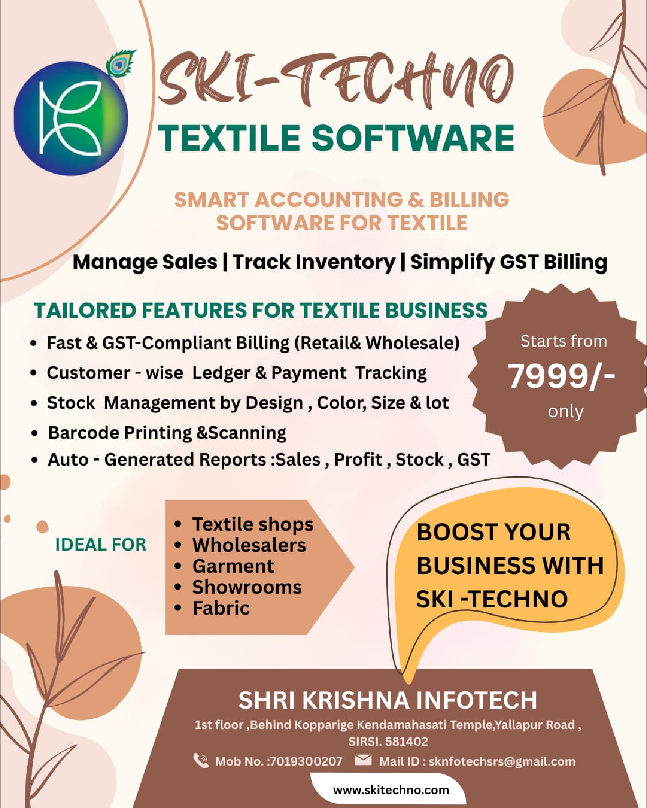 SKI-TECHNO
TEXTILE SOFTWARE
SMART ACCOUNTING & BILLING
SOFTWARE FOR TEXTILE
Manage Sales | Track Inventory | Simplify GST Billing
TAILORED FEATURES FOR TEXTILE BUSINESS
• Fast & GST-Compliant Billing (Retail& Wholesale)
• Customer - wise Ledger & Payment Tracking
• Stock Management by Design , Color, Size & lot
• Barcode Printing &Scanning
• Auto - Generated Reports :Sales , Profit , Stock , GST
Starts from
7999/-
only
IDEAL FOR
• Textile shops
• Wholesalers
• Garment
• Showrooms
• Fabric
BOOST YOUR
BUSINESS WITH
SKI -TECHNO
SHRI KRISHNA INFOTECH
1st floor ,Behind Kopparige Kendamahasati Temple,Yallapur Road ,
SIRSI. 581402
Mob No. :7019300207 Mail ID : sknfotechsrs@gmail.com
www.skitechno.com